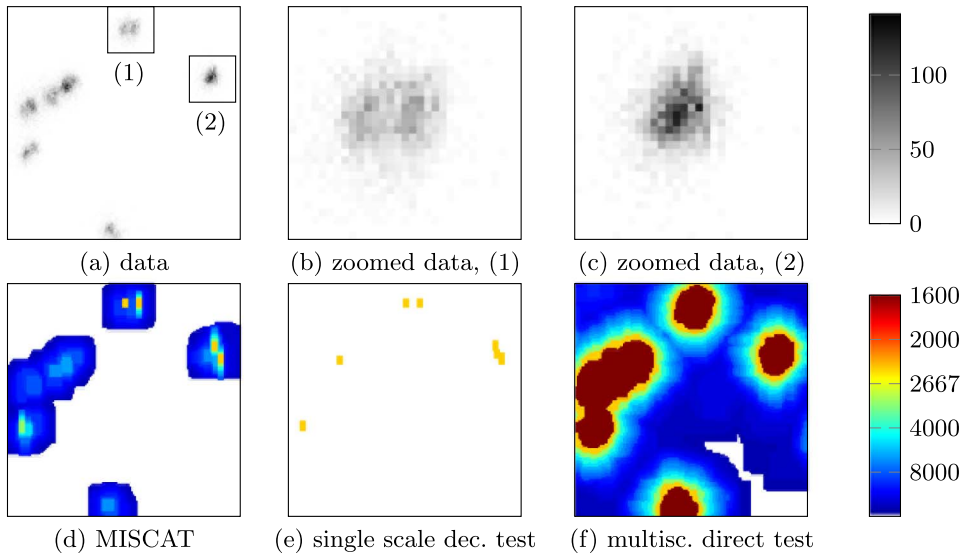 (1)
(2)
100
50
0
(a) data
(b) zoomed data, (1)
(c) zoomed data, (2)
1600
2000
2667
4000
8000
(d) MISCAT
(e) single scale dec. test
(f) multisc. direct test